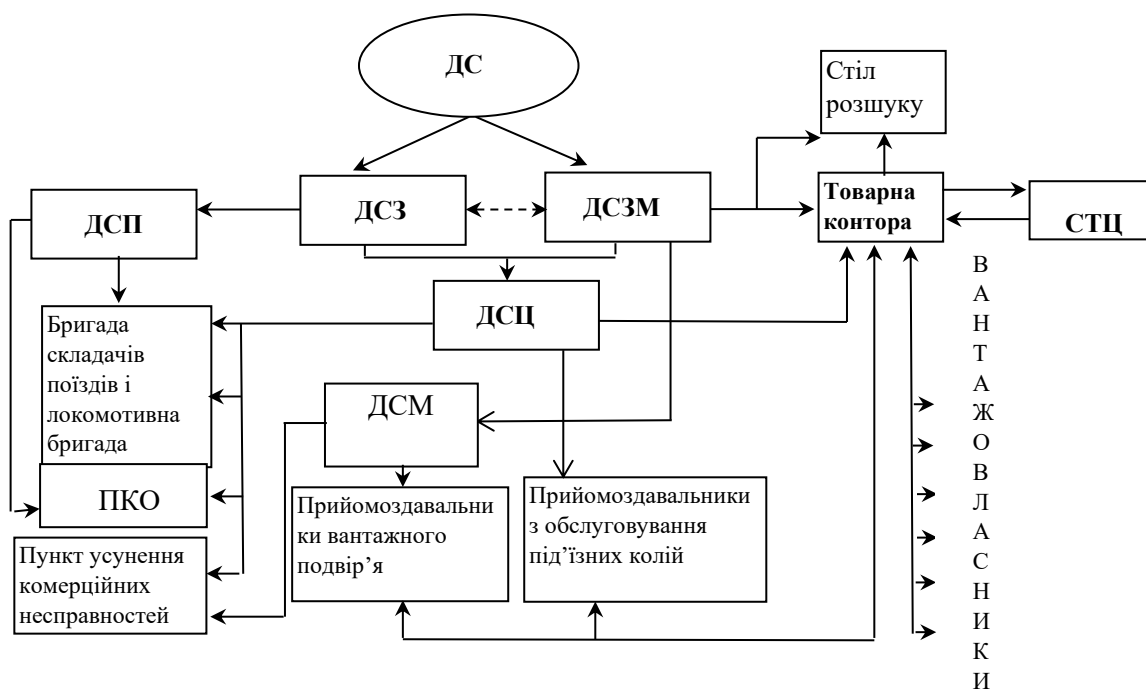 ДС
Стіл
розшуку
ДСП
ДСЗ
ДСЗМ
Товарна
контора
СТЦ
ДСЦ
Бригада
складачів
поїздів і
локомотивна
бригада
ДСМ
ПКО
Прийомоздавальни
ки вантажного
подвір’я
Прийомоздавальники
з обслуговування
під’їзних колій
Пункт усунення
комерційних
несправностей
В
А
Н
Т
А
Ж
О
В
Л
А
С
Н
И
К
И